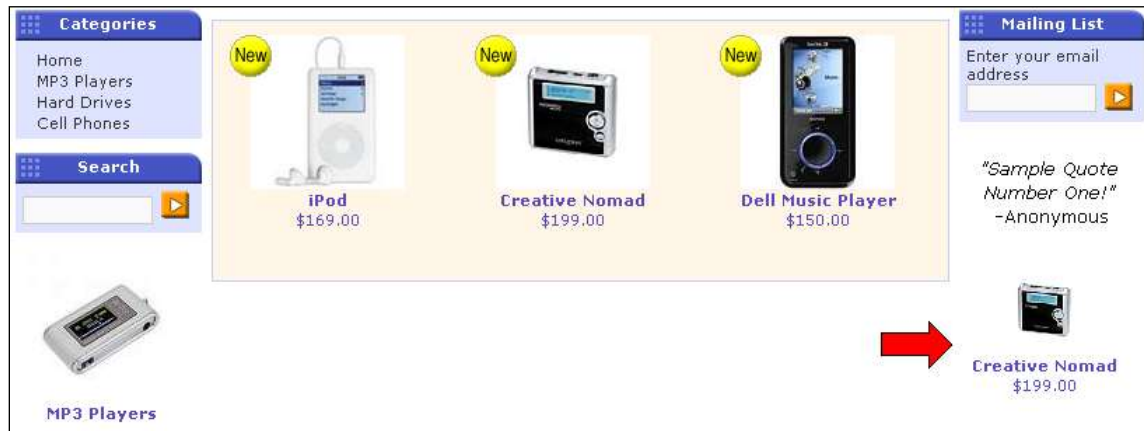 Categories
Home
MP3 Players
Hard Drives
Cell Phones
Search
MP3 Players
New
iPod
$169.00
New
Creative Nomad
$199.00
New
Dell Music Player
$150.00
Mailing List
Enter your email
address
"Sample Quote
Number One!"
-Anonymous
Creative Nomad
$199.00